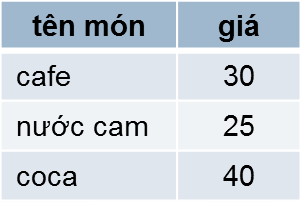 tên món giá
cafe 30
nước cam 25
coca 40